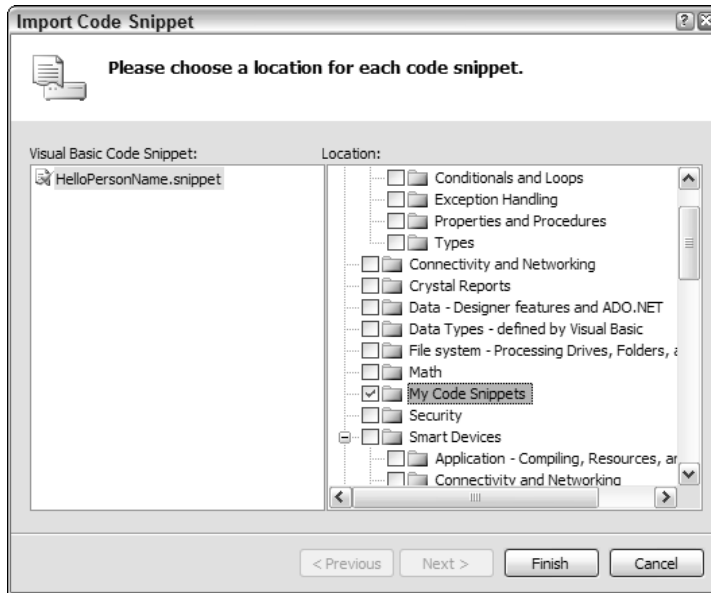 Import Code Snippet
Please choose a location for each code snippet.
Visual Basic Code Snippet:
Location:
HelloPersonName.snippet
Conditionals and Loops
Exception Handling
Properties and Procedures
Types
Connectivity and Networking
Crystal Reports
Data - Designer features and ADO.NET
Data Types - defined by Visual Basic
File system - Processing Drives, Folders,
Math
My Code Snippets
Security
Smart Devices
Application - Compiling, Resources, ar
Connectivity and Networking
< Previous
Next >
Finish
Cancel